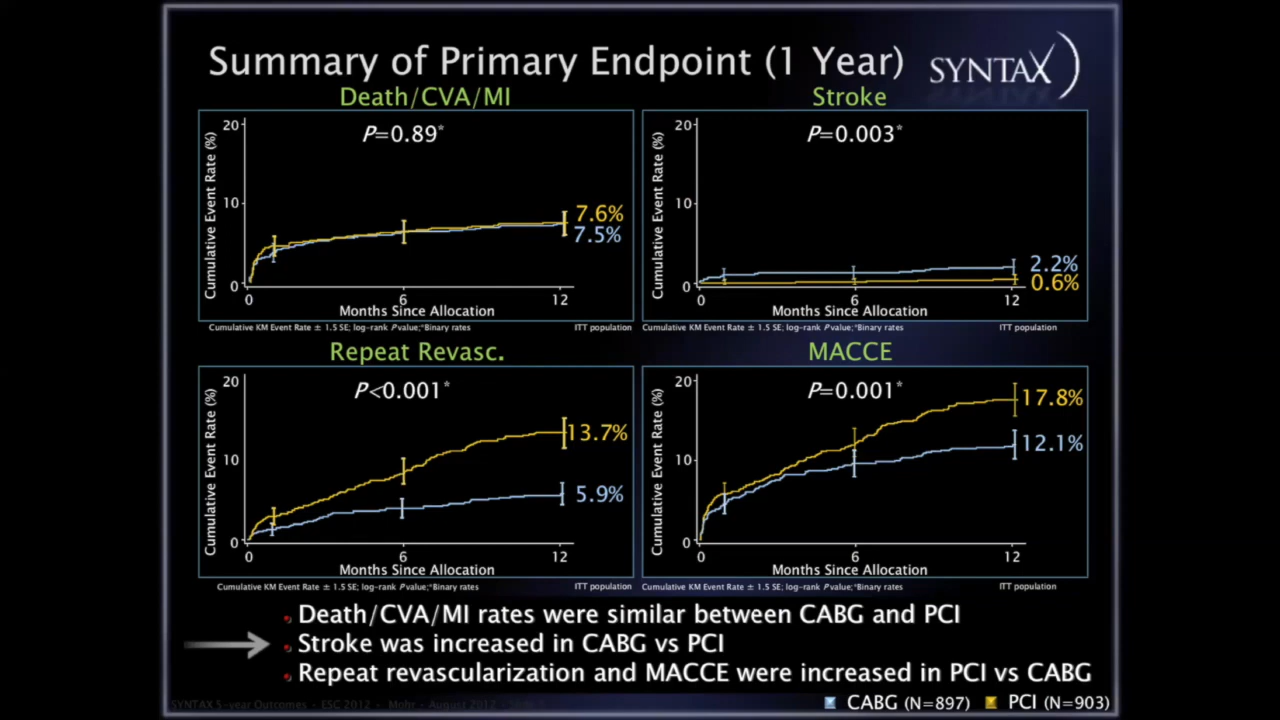 Summary of Primary Endpoint (1 Year)
SYNTAX
Death/CVA/MI
Cumulative Event Rate (%)
20
10
0
P=0.89*
7.6%
7.5%
0 6 12
Months Since Allocation
Cumulative KM Event Rate ± 1.5 SE; log-rank P value;*Binary rates ITT population
Stroke
Cumulative Event Rate (%)
20
10
0
P=0.003*
2.2%
0.6%
0 6 12
Months Since Allocation
Cumulative KM Event Rate ± 1.5 SE; log-rank P value;*Binary rates ITT population
Repeat Revasc.
Cumulative Event Rate (%)
20
10
0
P<0.001*
13.7%
5.9%
0 6 12
Months Since Allocation
Cumulative KM Event Rate ± 1.5 SE; log-rank P value;*Binary rates ITT population
MACCE
Cumulative Event Rate (%)
20
10
0
P=0.001*
17.8%
12.1%
0 6 12
Months Since Allocation
Cumulative KM Event Rate ± 1.5 SE; log-rank P value;*Binary rates ITT population
Death/CVA/MI rates were similar between CABG and PCI
Stroke was increased in CABG vs PCI
Repeat revascularization and MACCE were increased in PCI vs CABG
SYNTAX 5-year Outcomes • ESC 2012 • Mohr • August 2012 •
CABG (N=897) PCI (N=903)